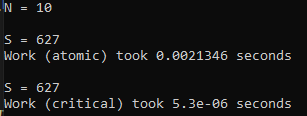 N = 10
S = 627
Work (atomic) took 0.0021346 seconds
S = 627
Work (critical) took 5.3e-06 seconds